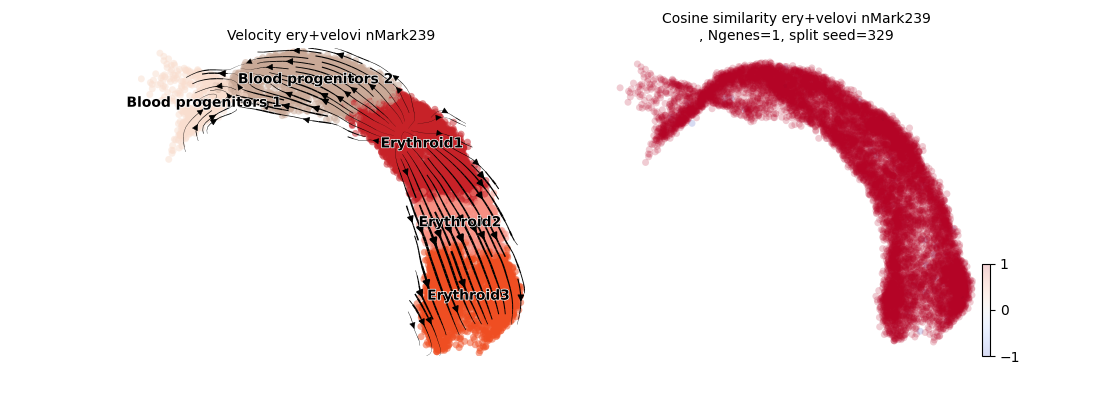 Velocity ery+velovi nMark239
Blood progenitors 2
Blood progenitors 1
Erythroid1
Erythroid2
Erythroid3
Cosine similarity ery+velovi nMark239
, Ngenes=1, split seed=329
1
0
−1